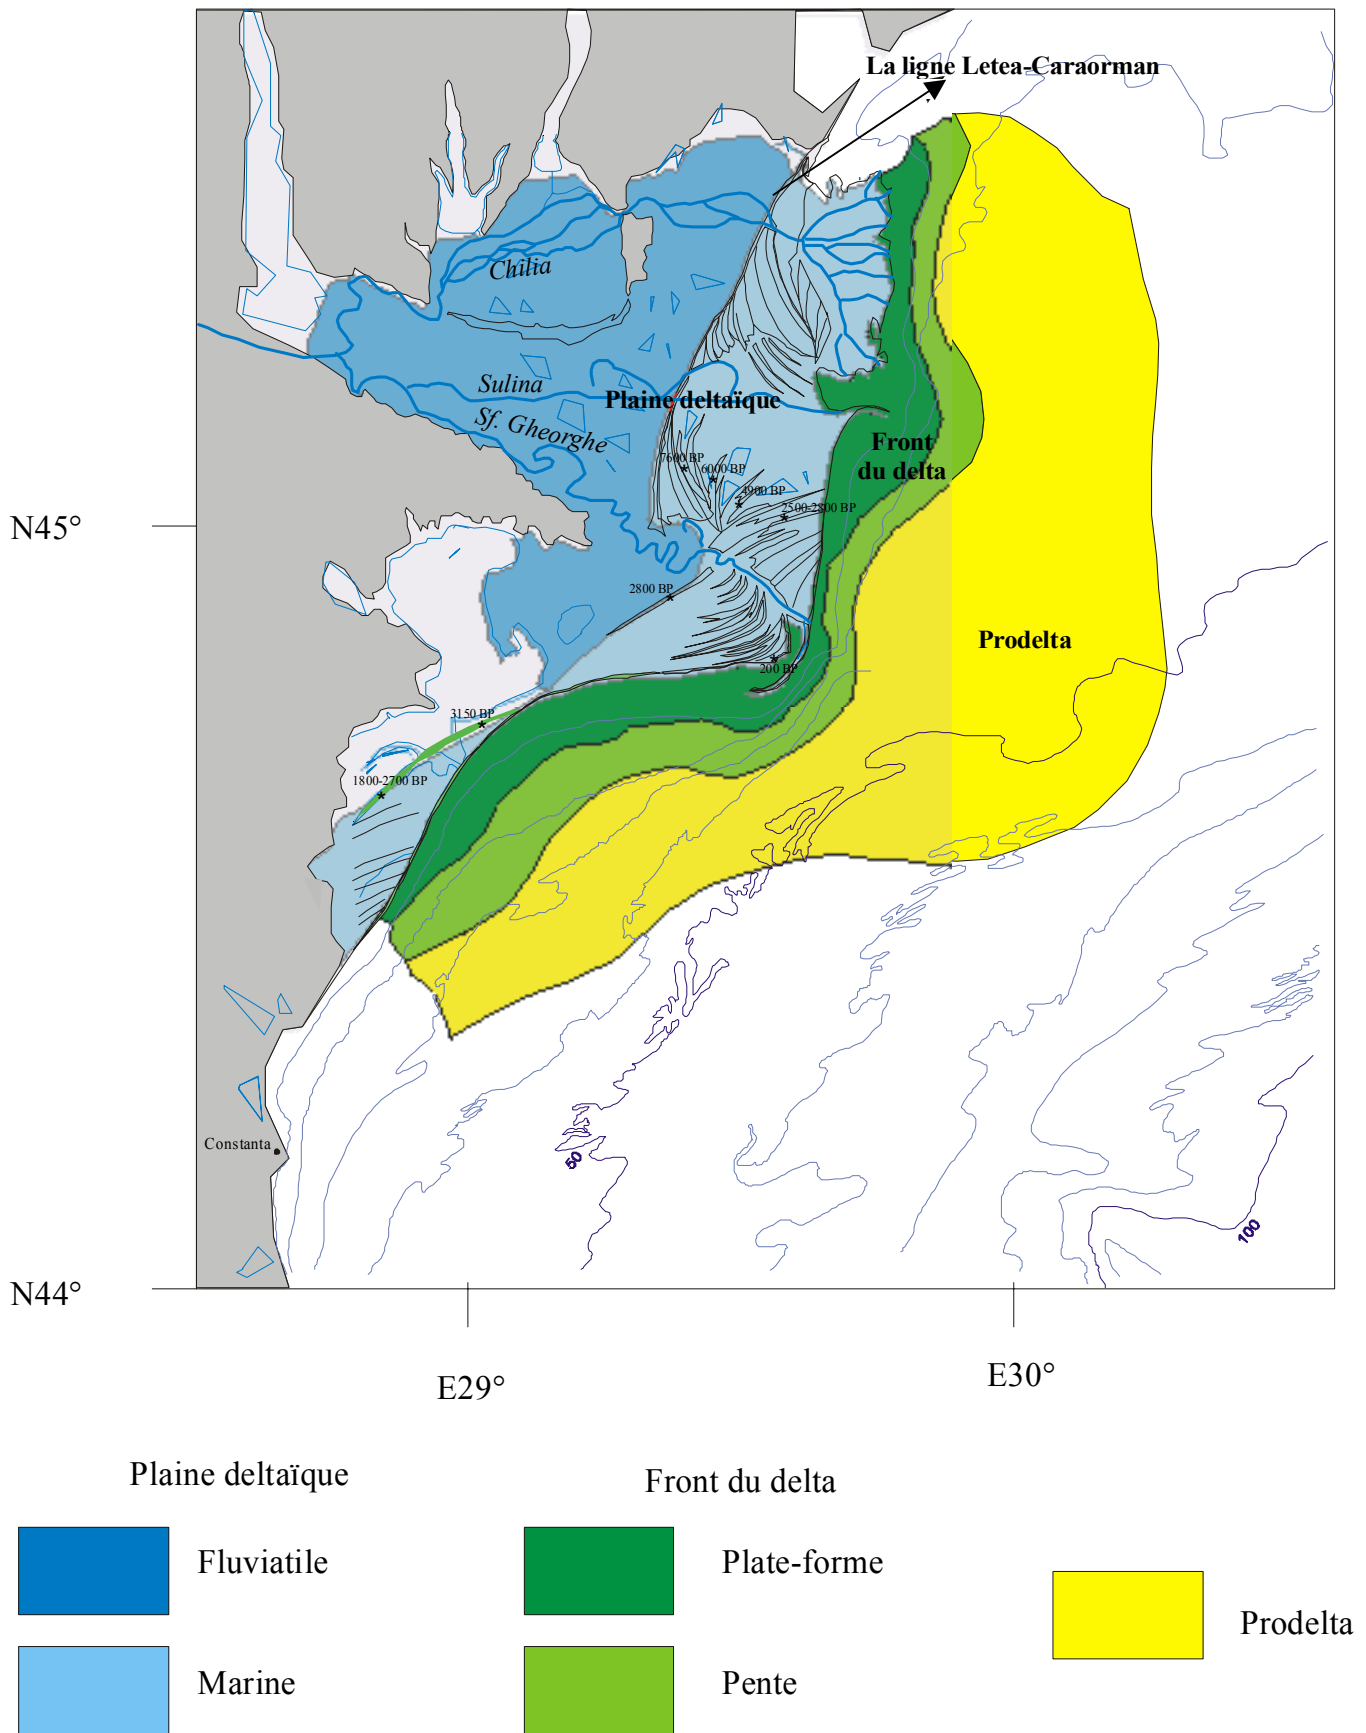 La ligne Letea-Caraorman
Chilia
Sulina
Plaine deltaïque
Sf. Gheorghe
Front
du delta
7600 BP
6000 BP
4900 BP
2500-2800 BP
N45°
2800 BP
Prodelta
200 BP
3150 BP
1800-2700 BP
Constanta
50
100
N44°
E29°
E30°
Plaine deltaïque
Front du delta
Fluviatile
Plate-forme
Prodelta
Marine
Pente